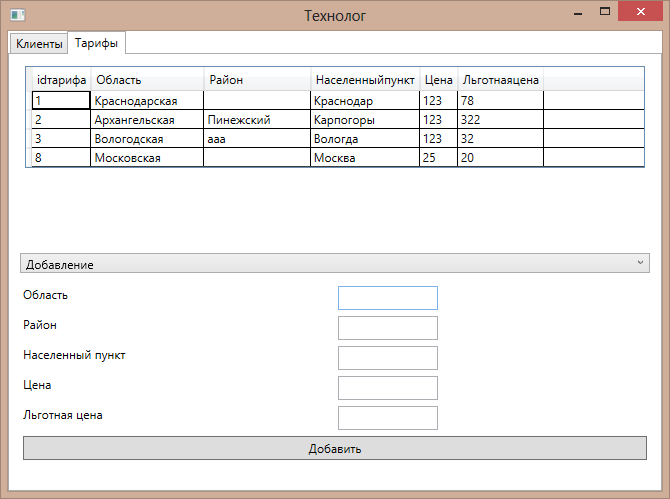 Технолог
Клиенты Тарифы
idтарифа Область Район Населенныйпункт Цена Льготнаяцена
1 Краснодарская Краснодар 123 78
2 Архангельская Пинежский Карпогоры 123 322
3 Вологодская ааа Вологда 123 32
8 Московская Москва 25 20
Добавление
Область
Район
Населенный пункт
Цена
Льготная цена
Добавить